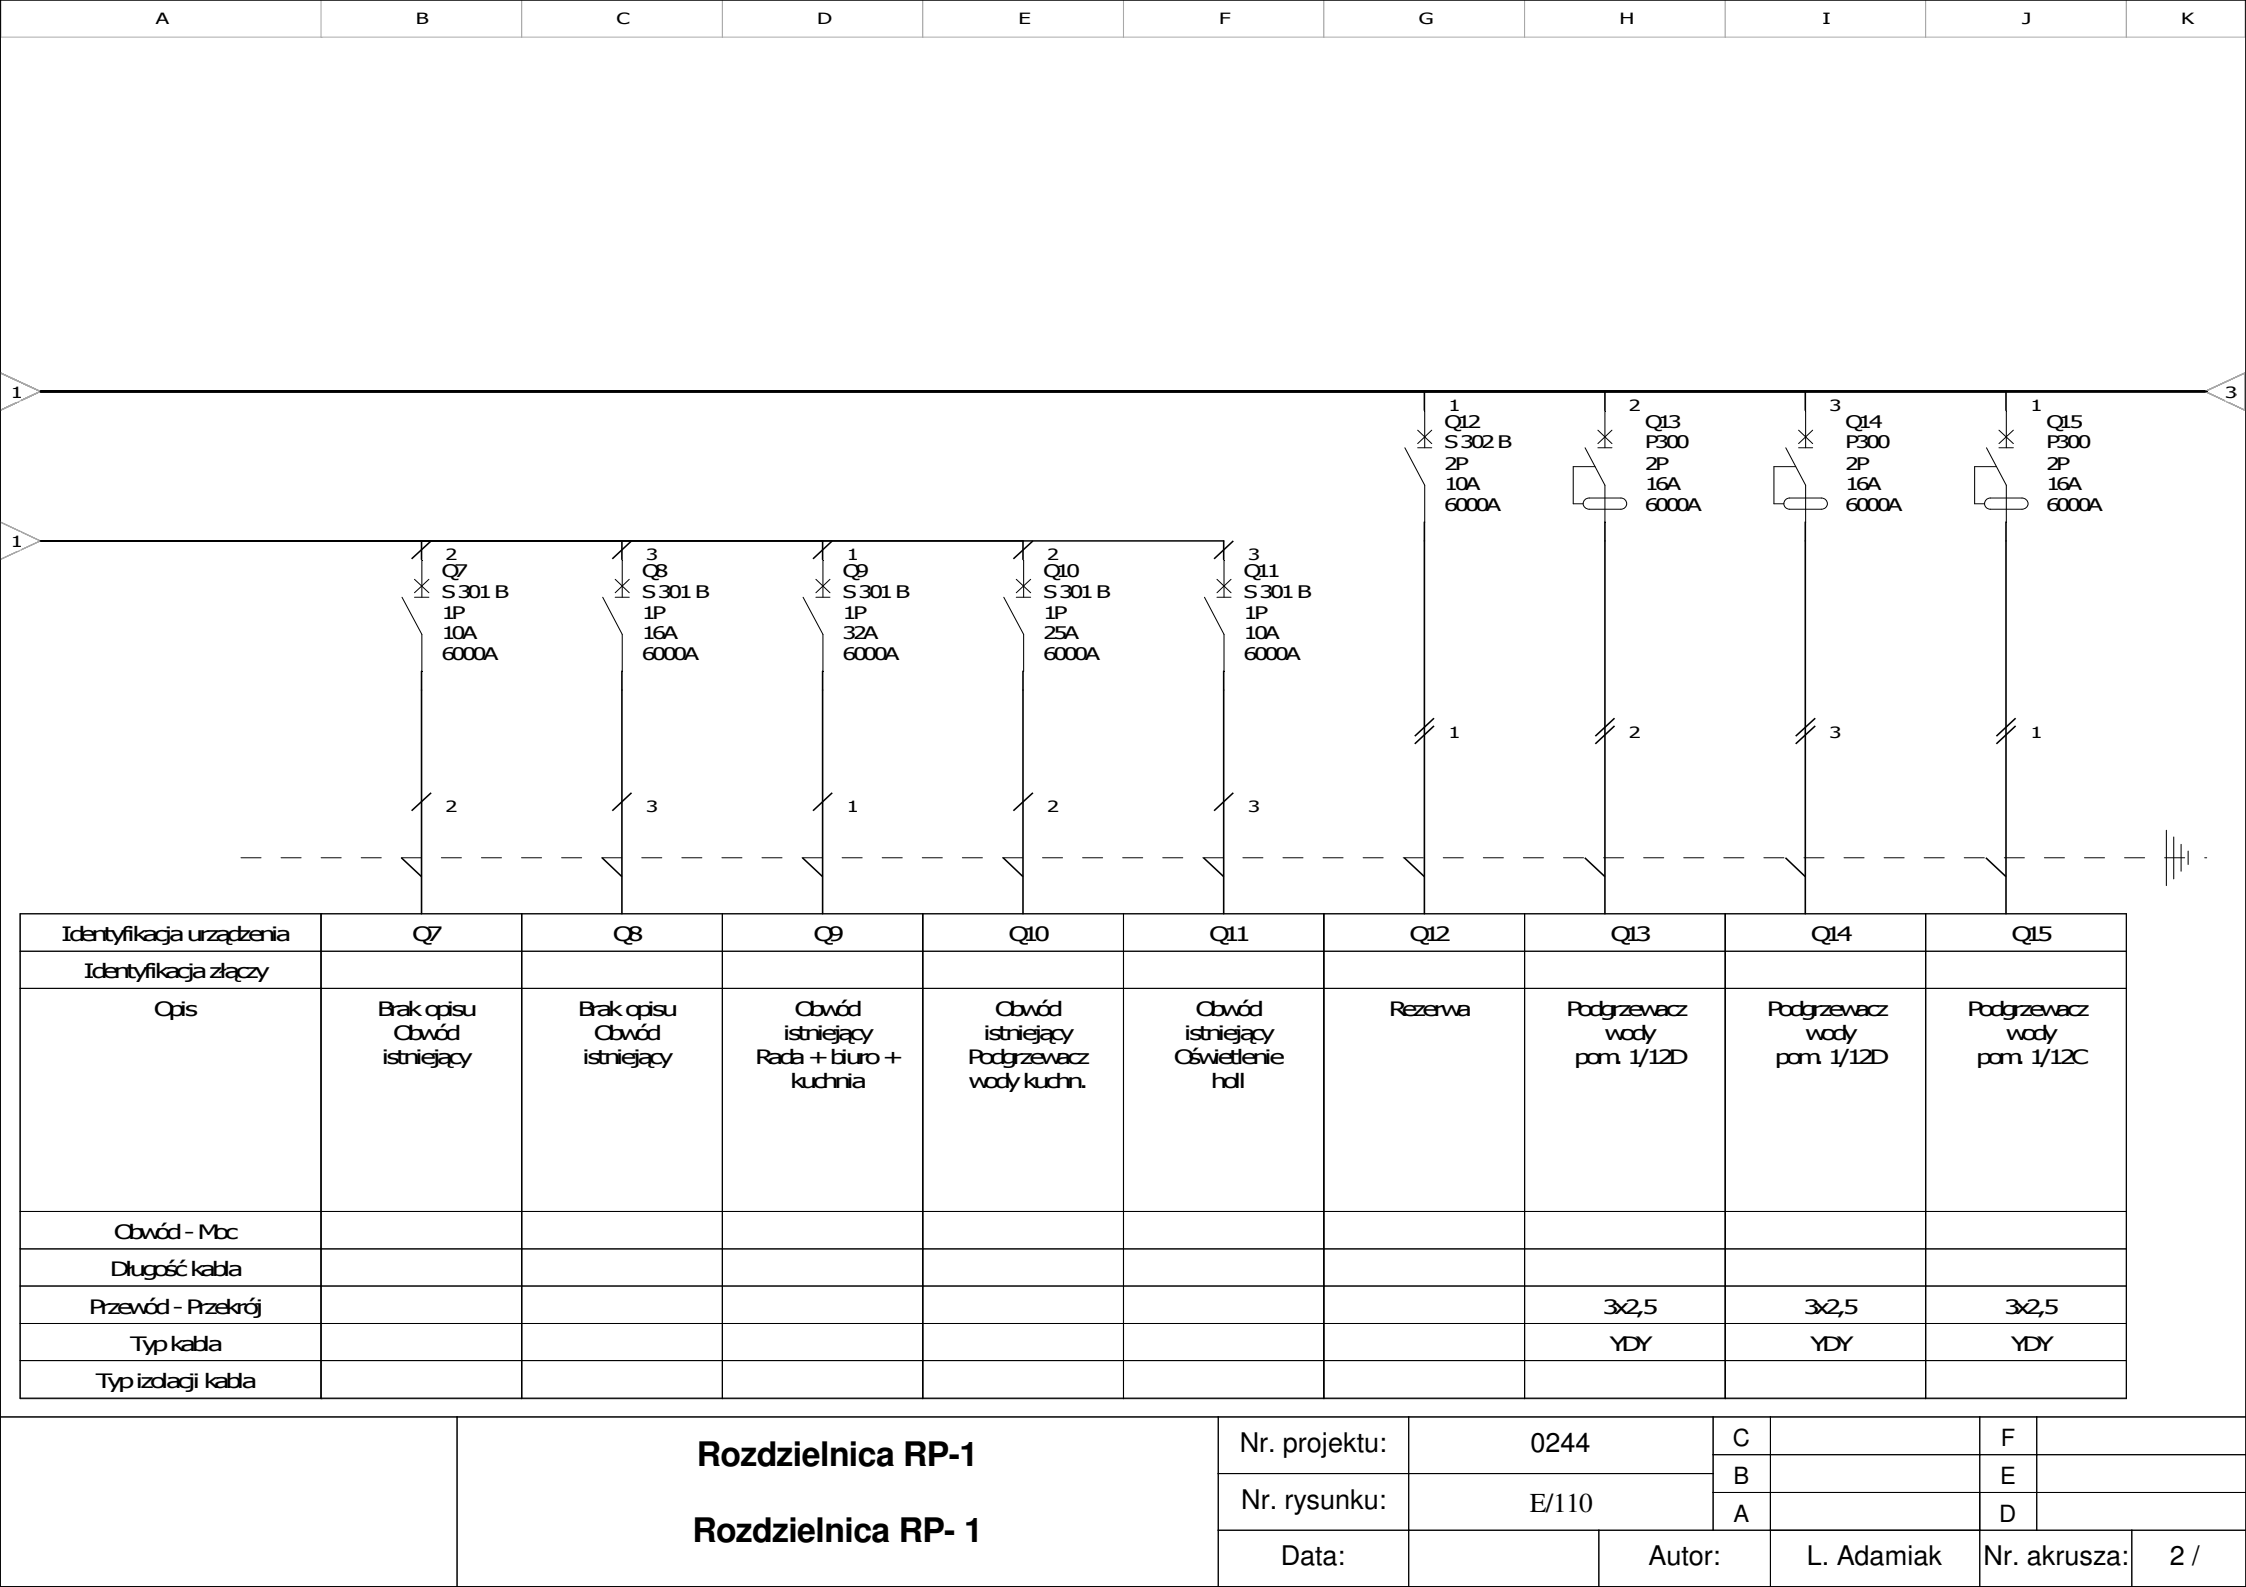 A B C D E F G H I J K
1 3
1 2 3 1
Q12 Q13 Q14 Q15
S 302 B P300 P300 P300
2P 2P 2P 2P
10A 16A 16A 16A
6000A 6000A 6000A 6000A
1
2 3 1 2 3
Q7 Q8 Q9 Q10 Q11
S 301 B S 301 B S 301 B S 301 B S 301 B
1P 1P 1P 1P 1P
10A 16A 32A 25A 10A
6000A 6000A 6000A 6000A 6000A
1 2 3 1
2 3 1 2 3
Identyfikacja urządzenia Q7 Q8 Q9 Q10 Q11 Q12 Q13 Q14 Q15
Identyfikacja złączy
Opis Brak opisu Brak opisu Obwód Obwód Obwód Rezerwa Podgrzewacz Podgrzewacz Podgrzewacz
Obwód Obwód istniejący istniejący istniejący wody wody wody
istniejący istniejący Rada + biuro + Podgrzewacz Oświetlenie pom. 1/12D pom. 1/12D pom. 1/12C
kuchnia wody kuchn. holl
Obwód - Moc
Długość kabla
Przewód - Przekrój 3x2,5 3x2,5 3x2,5
Typ kabla YDY YDY YDY
Typ izolacji kabla
Rozdzielnica RP-1
Rozdzielnica RP- 1
Nr. projektu: 0244 C F
B E
Nr. rysunku: E/110 A D
Data: Autor: L. Adamiak Nr. akrusza: 2 /